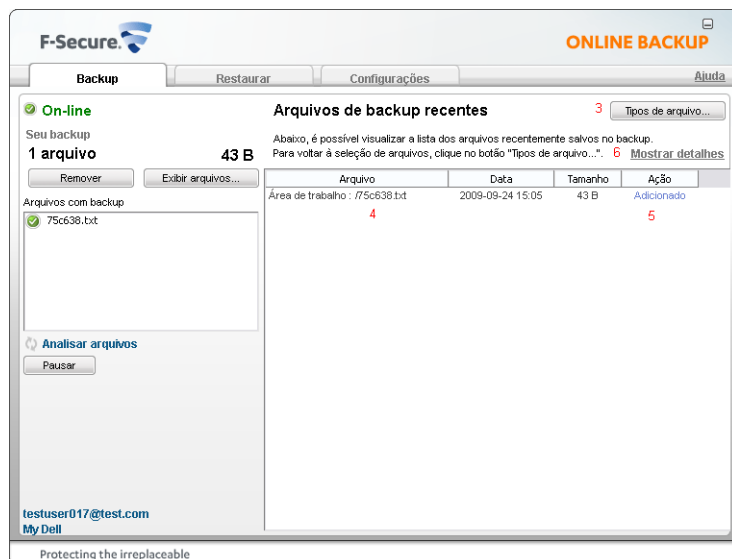 F-Secure.
ONLINE BACKUP
Backup
Restaurar
Configurações
Ajuda
On-line
Seu backup
1 arquivo 43 B
Remover
Exibir arquivos...
Arquivos com backup
75c638.txt
Analisar arquivos
Pausar
testuser017@test.com
My Dell
Arquivos de backup recentes
3
Tipos de arquivo...
Abaixo, é possível visualizar a lista dos arquivos recentemente salvos no backup.
Para voltar à seleção de arquivos, clique no botão "Tipos de arquivo...".
6
Mostrar detalhes
Arquivo Data Tamanho Ação
Área de trabalho : /75c638.txt 2009-09-24 15:05 43 B Adicionado
4
5
Protecting the irreplaceable